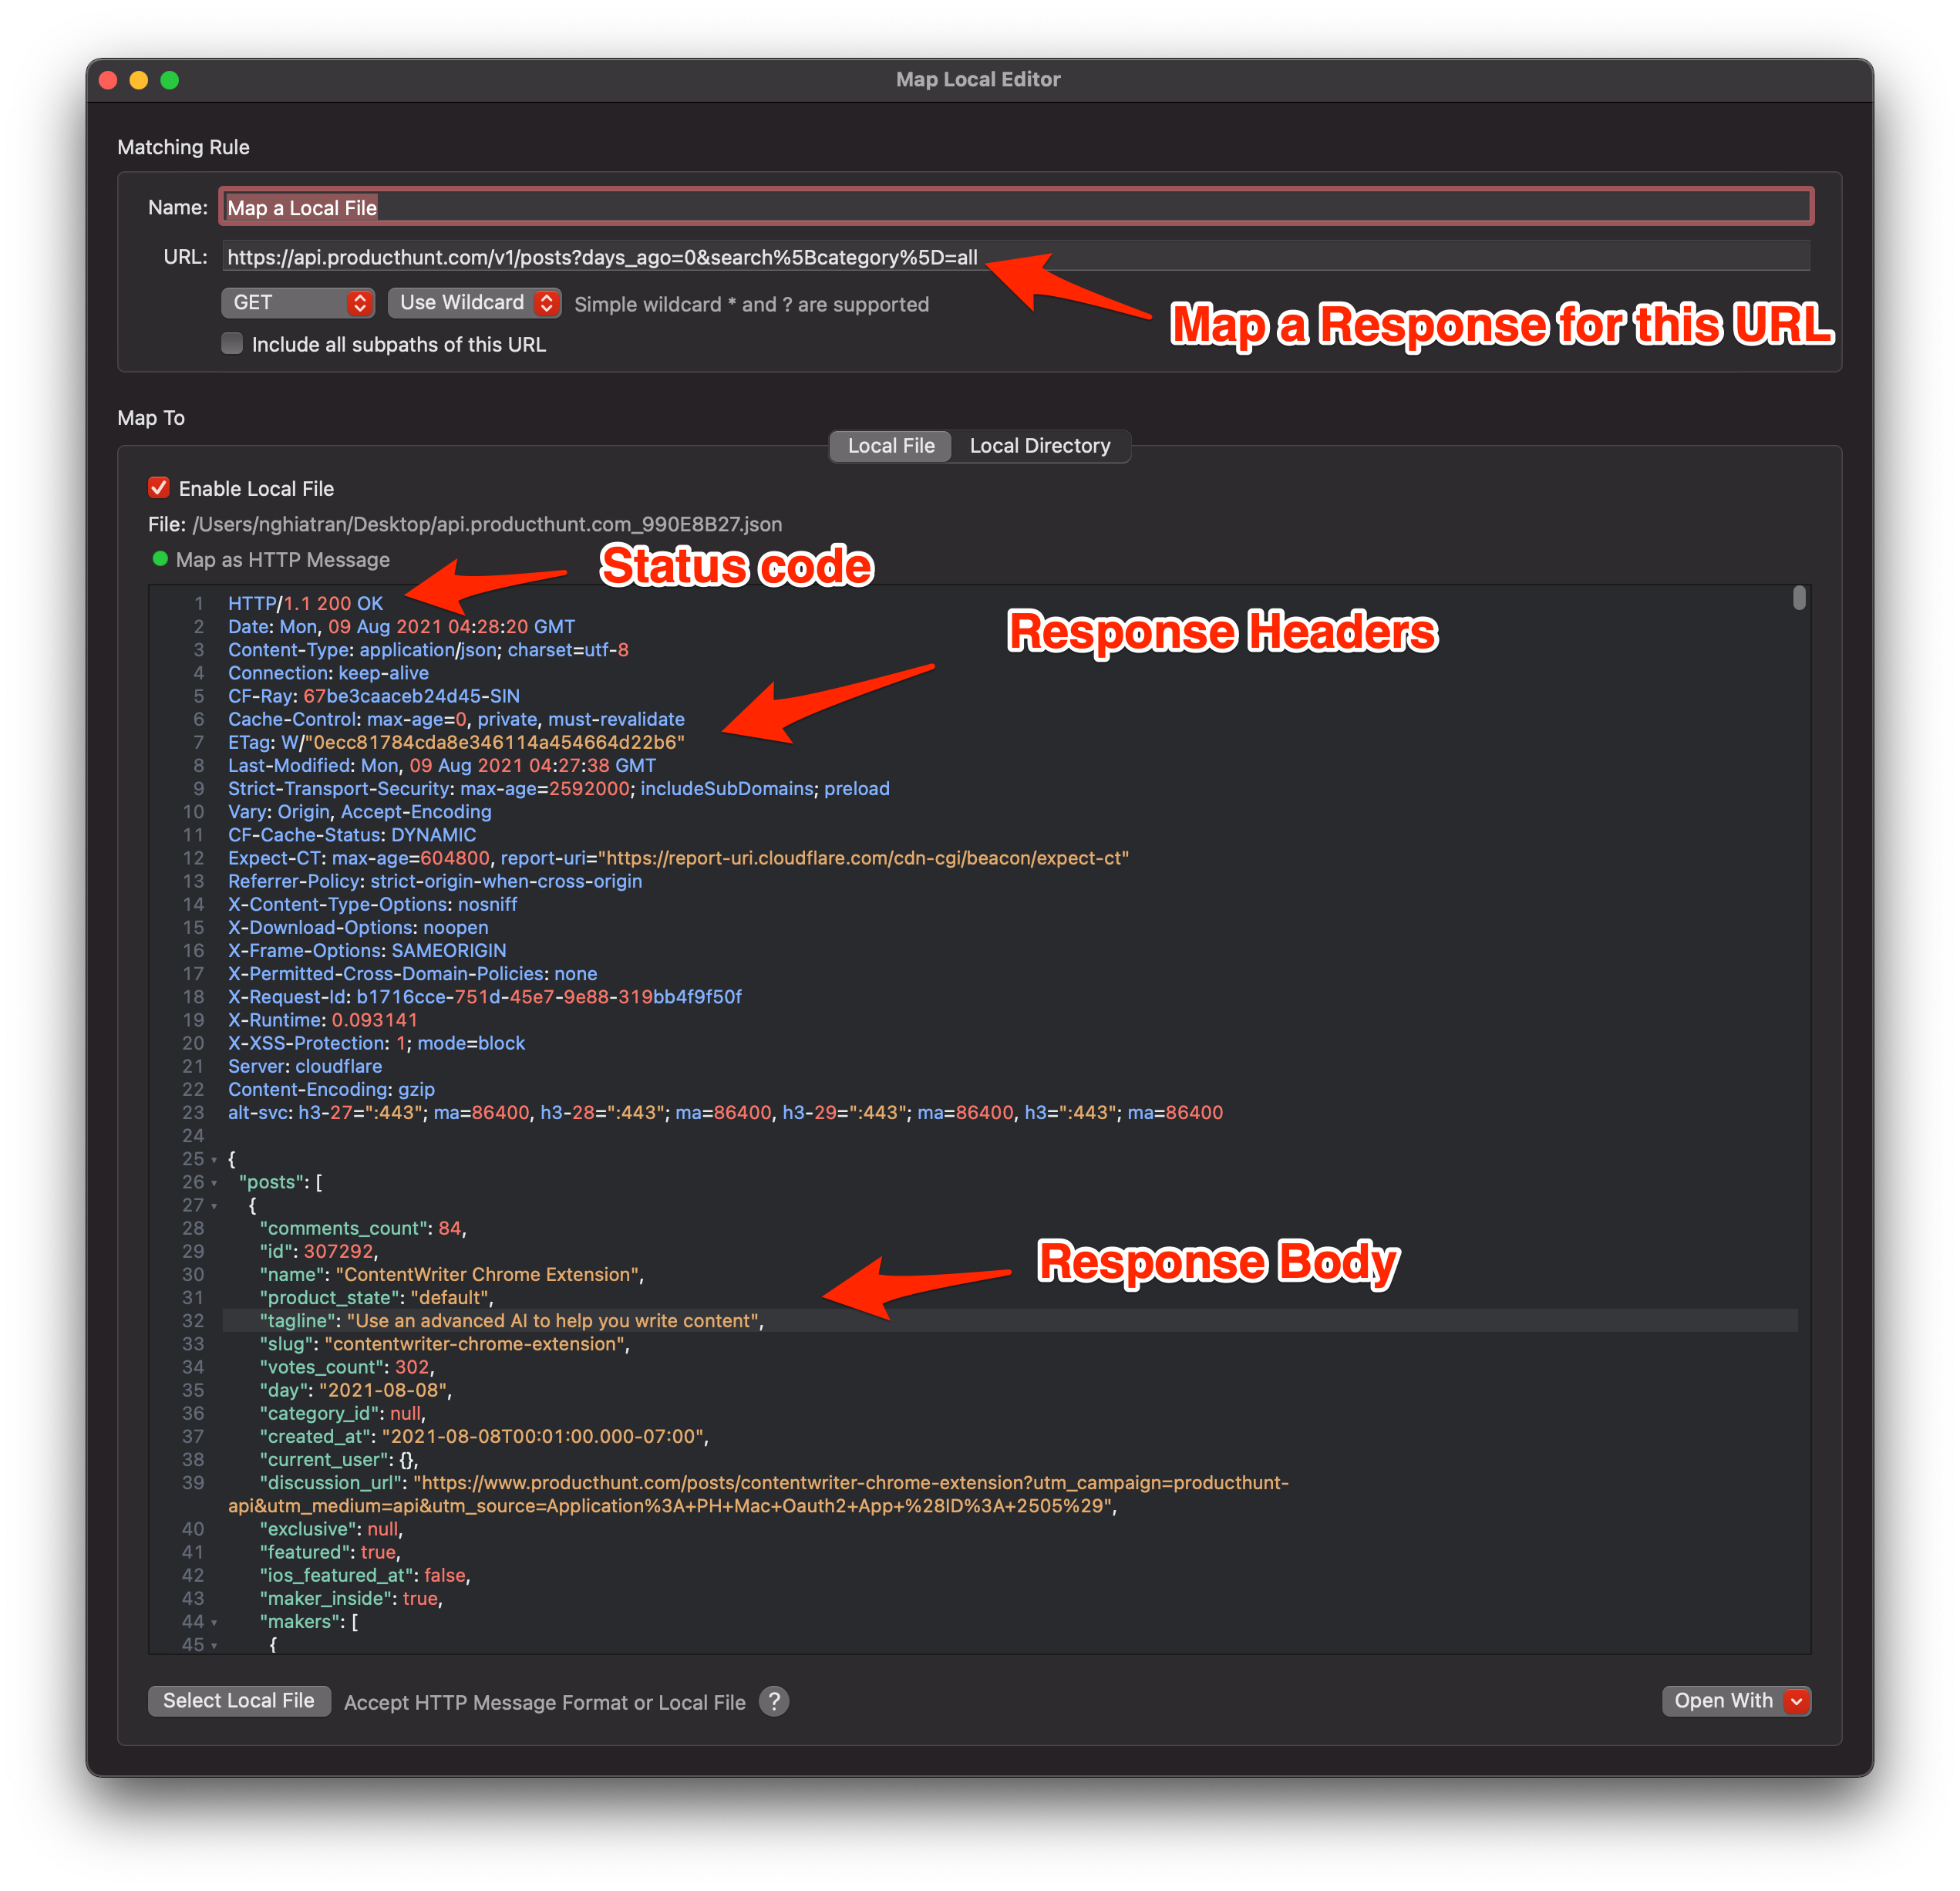 Map Local Editor
Matching Rule
Name: Map a Local File
URL: https://api.producthunt.com/v1/posts?days_ago=0&search%5Bcategory%5D=all
GET Use Wildcard Simple wildcard * and ? are supported
Map a Response for this URL
Include all subpaths of this URL
Map To
Local File Local Directory
Enable Local File
File: /Users/nghiatran/Desktop/api.producthunt.com_990E8B27.json
Map as HTTP Message
Status code
1 HTTP/1.1 200 OK
2 Date: Mon, 09 Aug 2021 04:28:20 GMT
Response Headers
3 Content-Type: application/json; charset=utf-8
4 Connection: keep-alive
5 CF-Ray: 67be3caaceb24d45-SIN
6 Cache-Control: max-age=0, private, must-revalidate
7 ETag: W/"0ecc81784cda8e346114a454664d22b6"
8 Last-Modified: Mon, 09 Aug 2021 04:27:38 GMT
9 Strict-Transport-Security: max-age=2592000; includeSubDomains; preload
10 Vary: Origin, Accept-Encoding
11 CF-Cache-Status: DYNAMIC
12 Expect-CT: max-age=604800, report-uri="https://report-uri.cloudflare.com/cdn-cgi/beacon/expect-ct"
13 Referrer-Policy: strict-origin-when-cross-origin
14 X-Content-Type-Options: nosniff
15 X-Download-Options: noopen
16 X-Frame-Options: SAMEORIGIN
17 X-Permitted-Cross-Domain-Policies: none
18 X-Request-Id: b1716cce-751d-45e7-9e88-319bb4f9f50f
19 X-Runtime: 0.093141
20 X-XSS-Protection: 1; mode=block
21 Server: cloudflare
22 Content-Encoding: gzip
23 alt-svc: h3-27=":443"; ma=86400, h3-28=":443"; ma=86400, h3-29=":443"; ma=86400, h3=":443"; ma=86400
24
25 {
26 "posts": [
27 {
28 "comments_count": 84,
29 "id": 307292,
Response Body
30 "name": "ContentWriter Chrome Extension",
31 "product_state": "default",
32 "tagline": "Use an advanced AI to help you write content",
33 "slug": "contentwriter-chrome-extension",
34 "votes_count": 302,
35 "day": "2021-08-08",
36 "category_id": null,
37 "created_at": "2021-08-08T00:01:00.000-07:00",
38 "current_user": {},
39 "discussion_url": "https://www.producthunt.com/posts/contentwriter-chrome-extension?utm_campaign=producthunt-
api&utm_medium=api&utm_source=Application%3A+PH+Mac+Oauth2+App+%28ID%3A+2505%29",
40 "exclusive": null,
41 "featured": true,
42 "ios_featured_at": false,
43 "maker_inside": true,
44 "makers": [
45 {
Select Local File Accept HTTP Message Format or Local File ? Open With